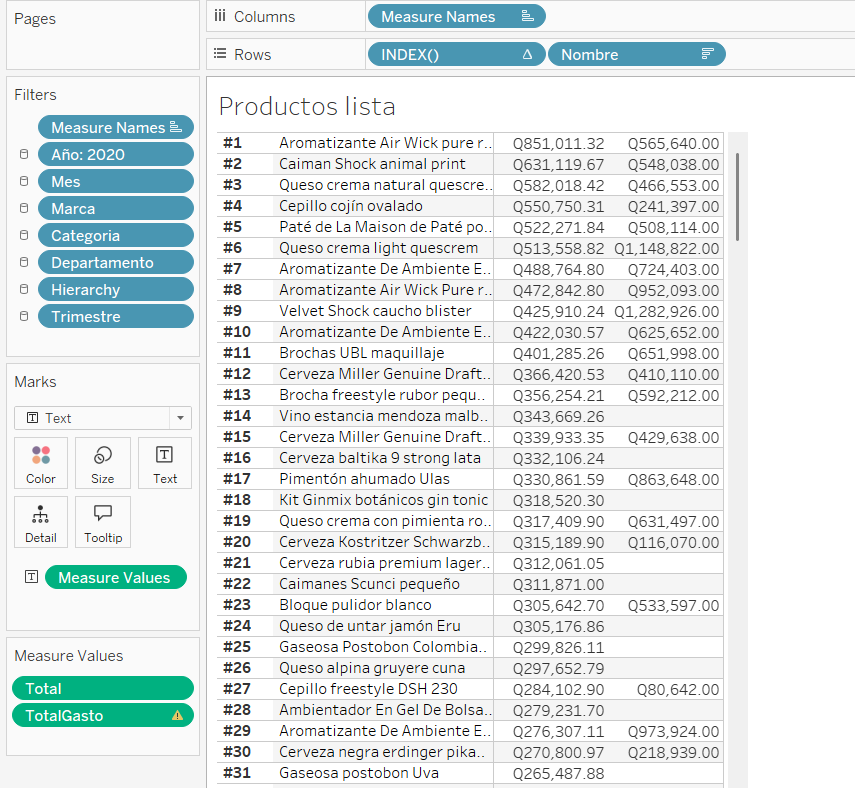 Pages
Columns
Measure Names
Rows
INDEX()
Nombre
Filters
Measure Names
Año: 2020
Mes
Marca
Categoria
Departamento
Hierarchy
Trimestre
Marks
Text
Color
Size
Text
Detail
Tooltip
Measure Values
Measure Values
Total
TotalGasto
Productos lista
#1 Aromatizante Air Wick pure r.. Q851,011.32 Q565,640.00
#2 Caiman Shock animal print Q631,119.67 Q548,038.00
#3 Queso crema natural quescre.. Q582,018.42 Q466,553.00
#4 Cepillo cojín ovalado Q550,750.31 Q241,397.00
#5 Paté de La Maison de Paté po.. Q522,271.84 Q508,114.00
#6 Queso crema light quescrem Q513,558.82 Q1,148,822.00
#7 Aromatizante De Ambiente E.. Q488,764.80 Q724,403.00
#8 Aromatizante Air Wick Pure r.. Q472,842.80 Q952,093.00
#9 Velvet Shock caucho blister Q425,910.24 Q1,282,926.00
#10 Aromatizante De Ambiente E.. Q422,030.57 Q625,652.00
#11 Brochas UBL maquillaje Q401,285.26 Q651,998.00
#12 Cerveza Miller Genuine Draft.. Q366,420.53 Q410,110.00
#13 Brocha freestyle rubor pequ.. Q356,254.21 Q592,212.00
#14 Vino estancia mendoza malb.. Q343,669.26
#15 Cerveza Miller Genuine Draft.. Q339,933.35 Q429,638.00
#16 Cerveza baltika 9 strong lata Q332,106.24
#17 Pimentón ahumado Ulas Q330,861.59 Q863,648.00
#18 Kit Ginmix botánicos gin tonic Q318,520.30
#19 Queso crema con pimienta ro.. Q317,409.90 Q631,497.00
#20 Cerveza Kostritzer Schwarzb.. Q315,189.90 Q116,070.00
#21 Cerveza rubia premium lager.. Q312,061.05
#22 Caimanes Scunci pequeño Q311,871.00
#23 Bloque pulidor blanco Q305,642.70 Q533,597.00
#24 Queso de untar jamón Eru Q305,176.86
#25 Gaseosa Postobon Colombia.. Q299,826.11
#26 Queso alpina gruyere cuna Q297,652.79
#27 Cepillo freestyle DSH 230 Q284,102.90 Q80,642.00
#28 Ambientador En Gel De Bolsa.. Q279,231.70
#29 Aromatizante De Ambiente E.. Q276,307.11 Q973,924.00
#30 Cerveza negra erdinger pika.. Q270,800.97 Q218,939.00
#31 Gaseosa postobon Uva Q265,487.88